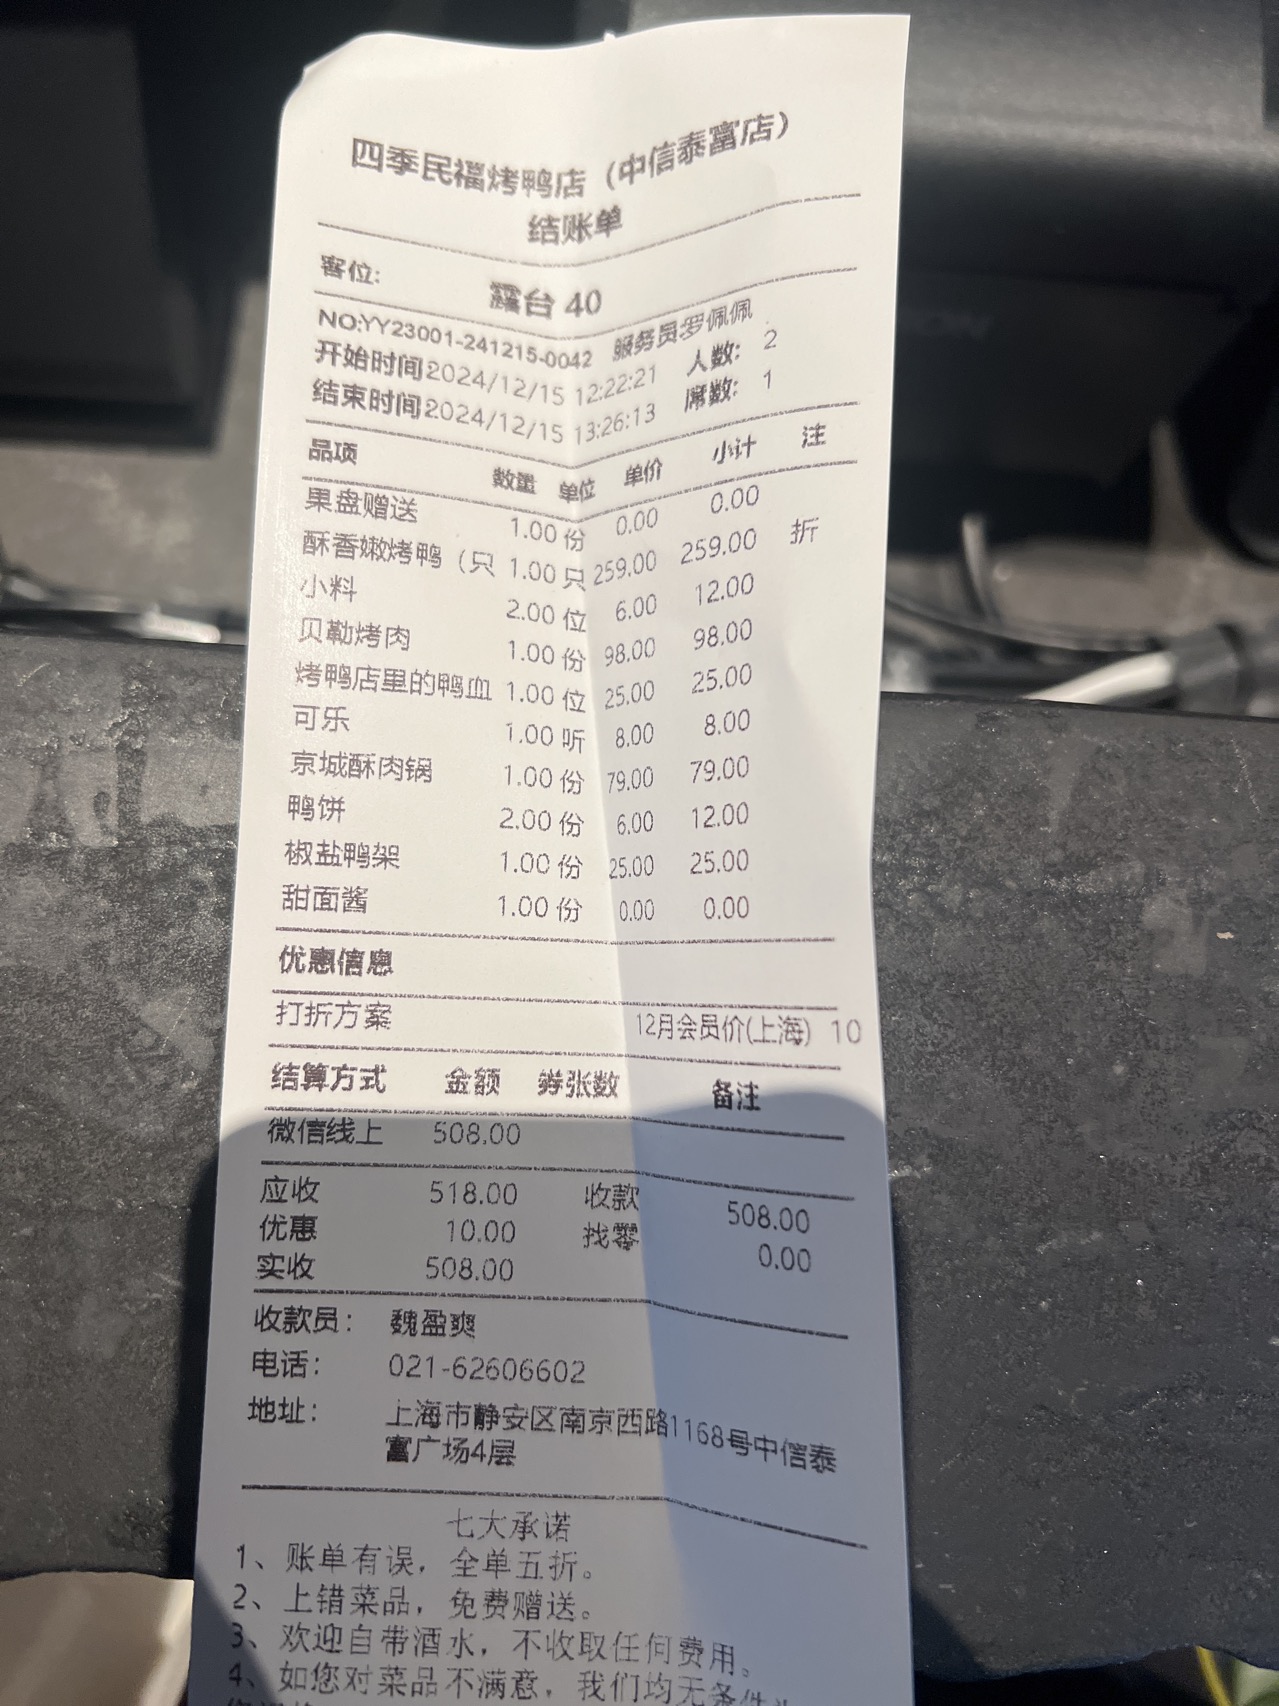 四季民福烤鸭店（中信泰富店）
结账单
客位： 露台 40
NO:YY23001-241215-0042 服务员罗佩佩
开始时间2024/12/15 12:22:21 人数： 2
结束时间2024/12/15 13:26:13 席数： 1
品项 数量 单位 单价 小计 注
果盘赠送 1.00 份 0.00 0.00
酥香嫩烤鸭（只 1.00 只 259.00 259.00 折
小料 2.00 位 6.00 12.00
贝勒烤肉 1.00 份 98.00 98.00
烤鸭店里的鸭血 1.00 位 25.00 25.00
可乐 1.00 听 8.00 8.00
京城酥肉锅 1.00 份 79.00 79.00
鸭饼 2.00 份 6.00 12.00
椒盐鸭架 1.00 份 25.00 25.00
甜面酱 1.00 份 0.00 0.00
优惠信息
打折方案 12月会员价(上海) 10
结算方式 金额 券张数 备注
微信线上 508.00
应收 518.00 收款 508.00
优惠 10.00 找零 0.00
实收 508.00
收款员： 魏盈爽
电话： 021-62606602
地址： 上海市静安区南京西路1168号中信泰
富广场4层
七大承诺
1、账单有误，全单五折。
2、上错菜品，免费赠送。
3、欢迎自带酒水，不收取任何费用。
4、如您对菜品不满意，我们均无条件